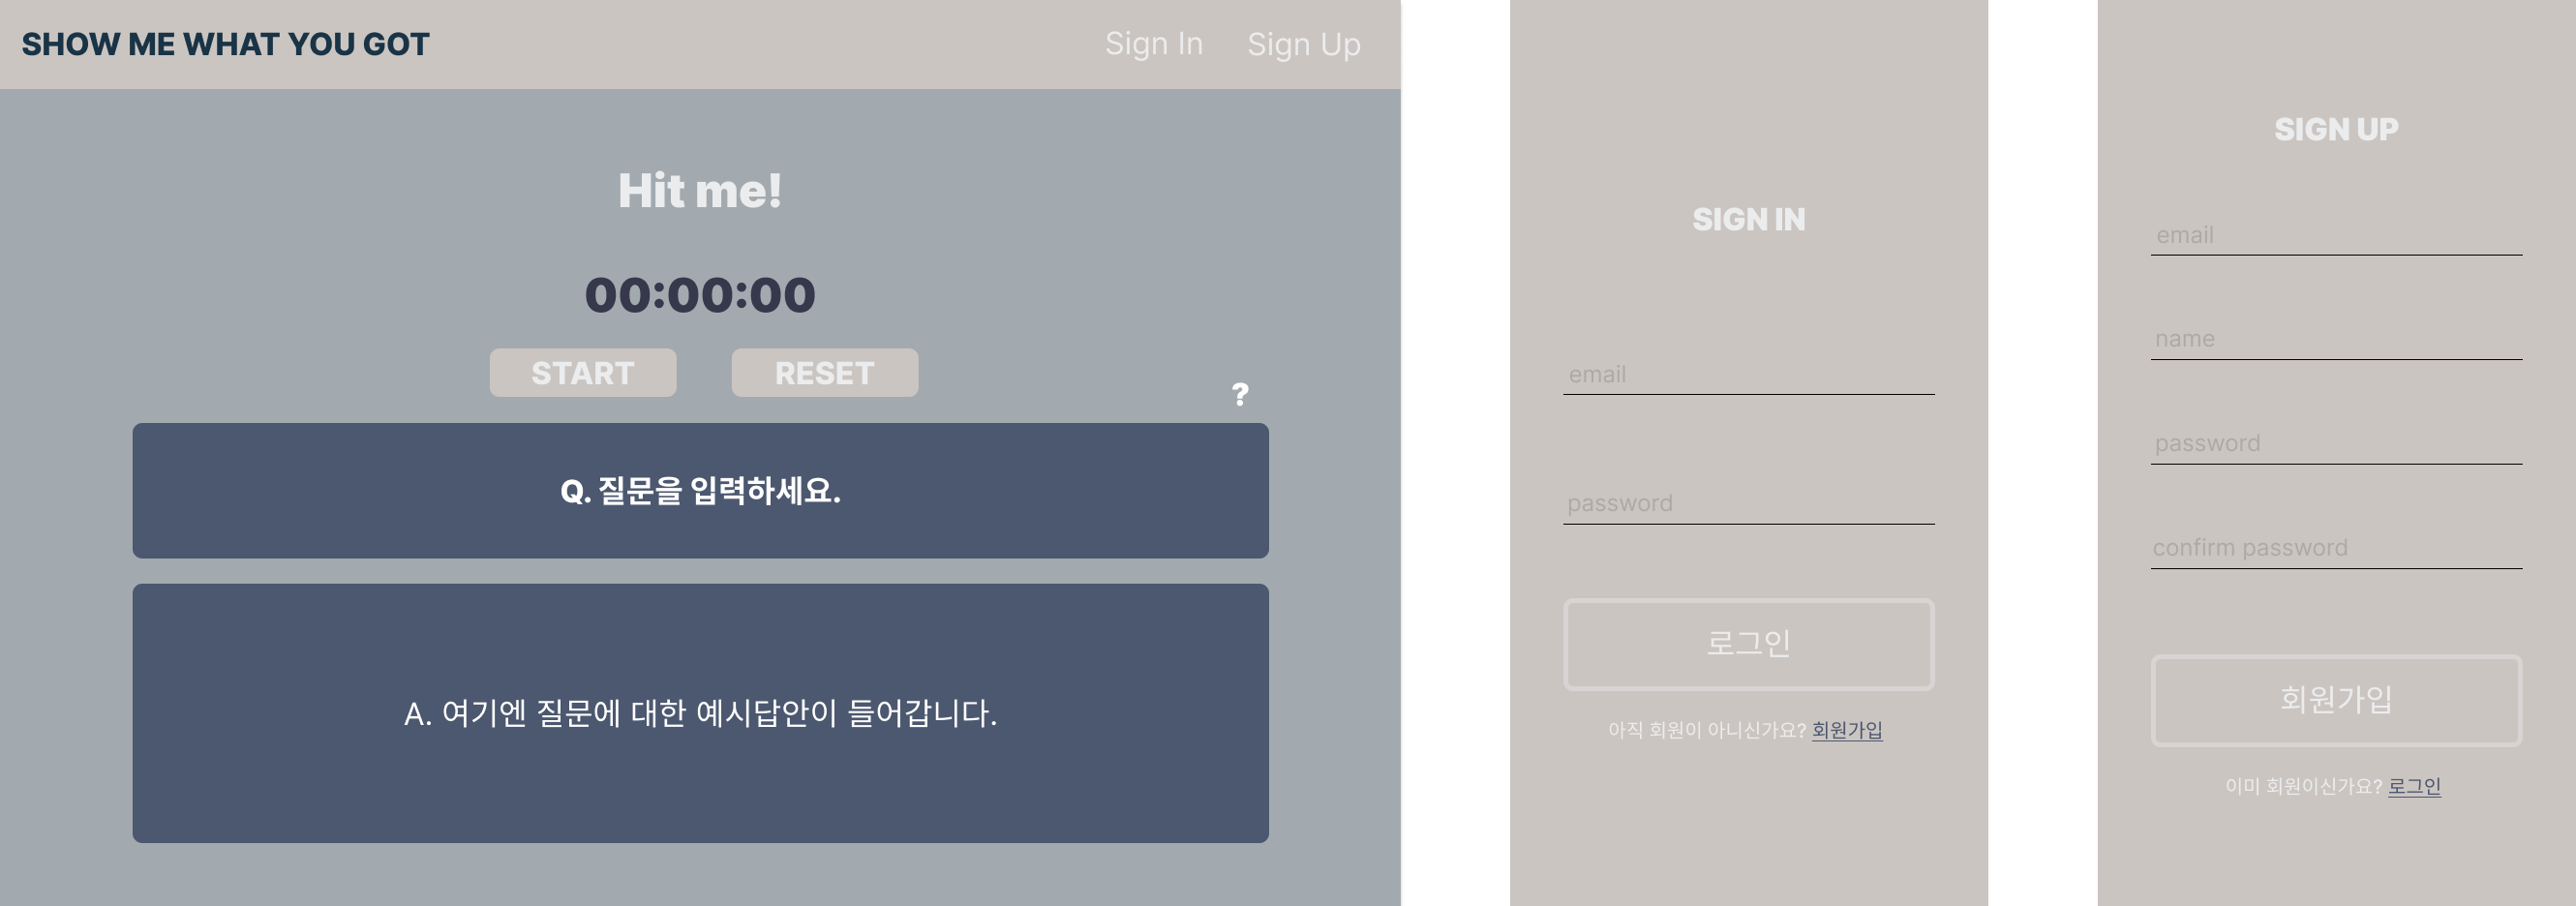 SHOW ME WHAT YOU GOT
Sign In
Sign Up
Hit me!
00:00:00
START
RESET
?
Q. 질문을 입력하세요.
A. 여기엔 질문에 대한 예시답안이 들어갑니다.
SIGN IN
email
password
로그인
아직 회원이 아니신가요? 회원가입
SIGN UP
email
name
password
confirm password
회원가입
이미 회원이신가요? 로그인